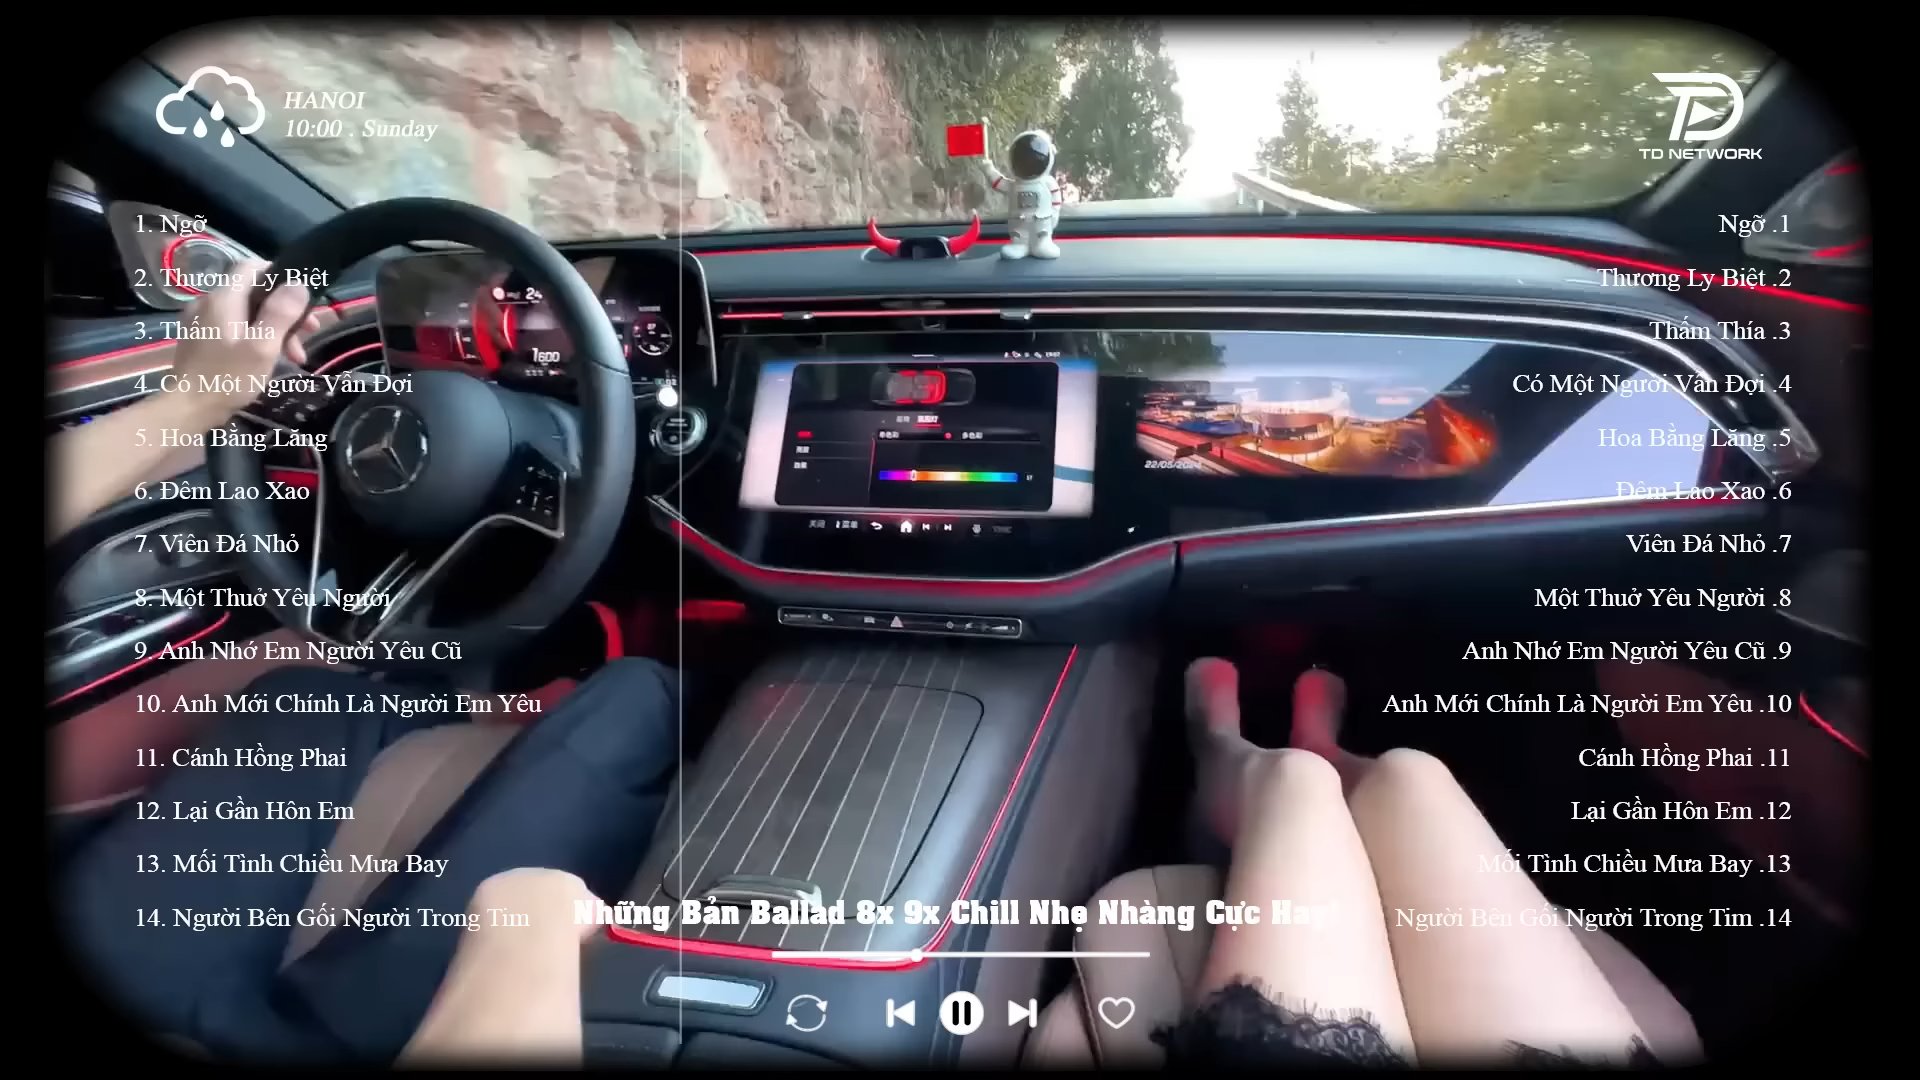 HANOI
10:00 . Sunday
TD NETWORK
1. Ngỡ
2. Thương Ly Biệt
3. Thấm Thía
4. Có Một Người Vẫn Đợi
5. Hoa Bằng Lăng
6. Đêm Lao Xao
7. Viên Đá Nhỏ
8. Một Thuở Yêu Người
9. Anh Nhớ Em Người Yêu Cũ
10. Anh Mới Chính Là Người Em Yêu
11. Cánh Hồng Phai
12. Lại Gần Hôn Em
13. Mối Tình Chiều Mưa Bay
14. Người Bên Gối Người Trong Tim
Ngỡ .1
Thương Ly Biệt .2
Thấm Thía .3
Có Một Người Vẫn Đợi .4
Hoa Bằng Lăng .5
Đêm Lao Xao .6
Viên Đá Nhỏ .7
Một Thuở Yêu Người .8
Anh Nhớ Em Người Yêu Cũ .9
Anh Mới Chính Là Người Em Yêu .10
Cánh Hồng Phai .11
Lại Gần Hôn Em .12
Mối Tình Chiều Mưa Bay .13
Người Bên Gối Người Trong Tim .14
24
1600
22/05/2024
Những Bản Ballad 8x 9x Chill Nhẹ Nhàng Cực Hay!